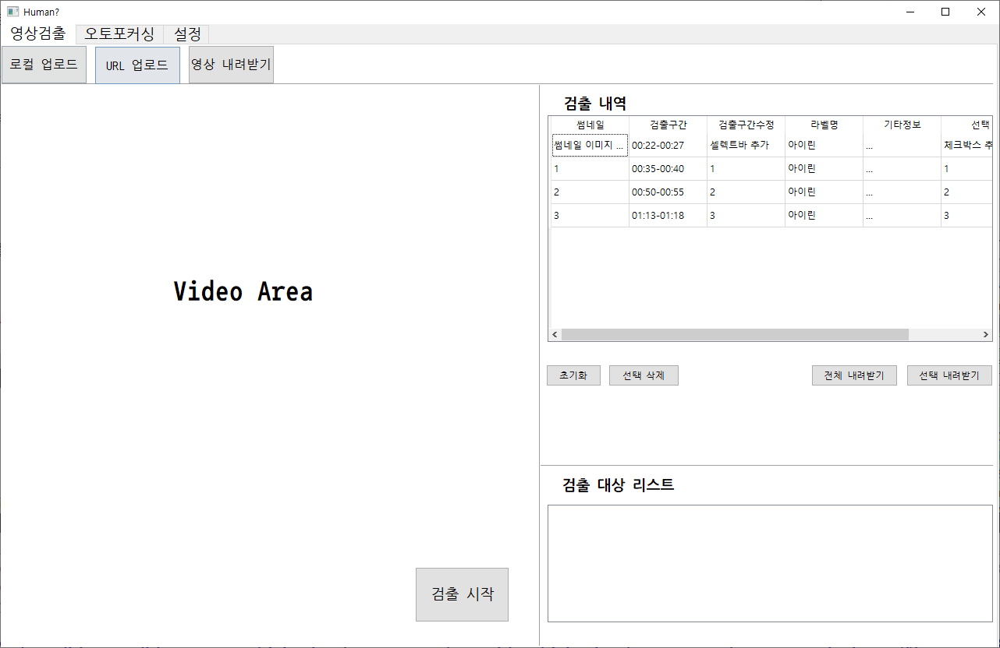 Human?
영상검출 오토포커싱 설정
로컬 업로드 URL 업로드 영상 내려받기
검출 내역
썸네일 검출구간 검출구간수정 라벨명 기타정보 선택
썸네일 이미지 ... 00:22-00:27 셀렉트바 추가 아이린 ... 체크박스 추
1 00:35-00:40 1 아이린 ... 1
2 00:50-00:55 2 아이린 ... 2
3 01:13-01:18 3 아이린 ... 3
Video Area
초기화 선택 삭제 전체 내려받기 선택 내려받기
검출 대상 리스트
검출 시작